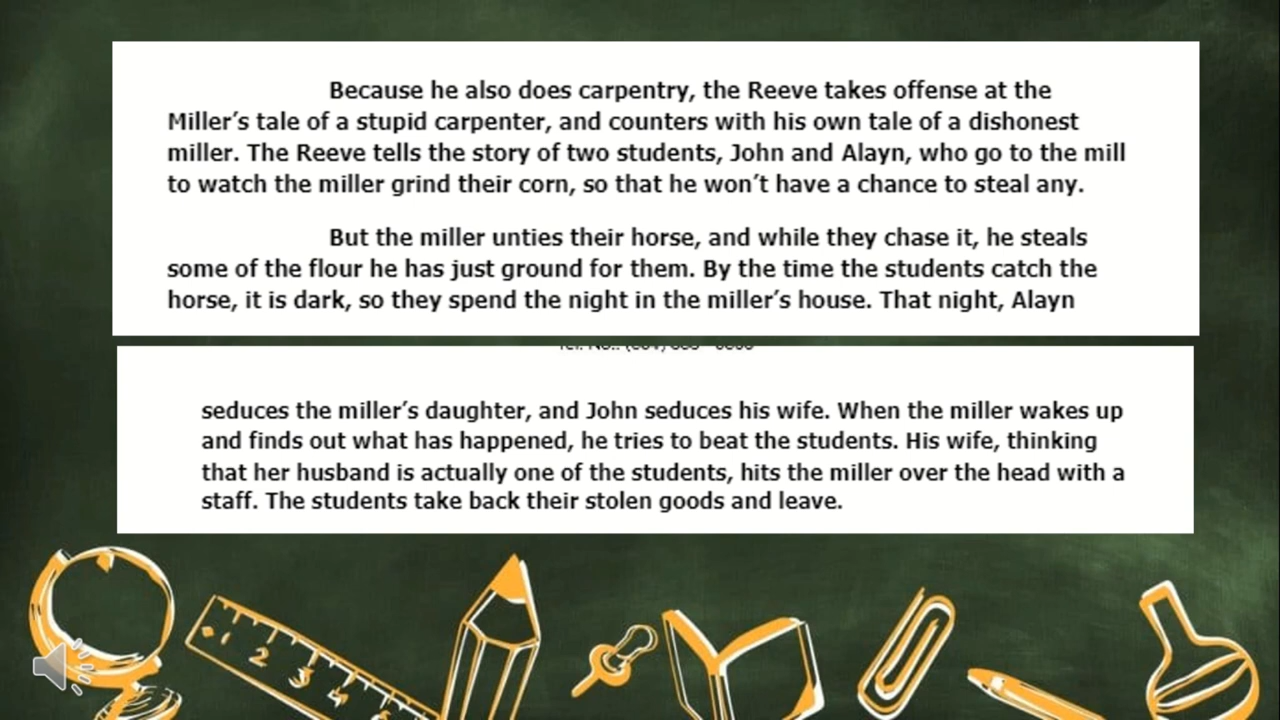 Because he also does carpentry, the Reeve takes offense at the
Miller's tale of a stupid carpenter, and counters with his own tale of a dishonest
miller. The Reeve tells the story of two students, John and Alayn, who go to the mill
to watch the miller grind their corn, so that he won't have a chance to steal any.
But the miller unties their horse, and while they chase it, he steals
some of the flour he has just ground for them. By the time the students catch the
horse, it is dark, so they spend the night in the miller's house. That night, Alayn
seduces the miller's daughter, and John seduces his wife. When the miller wakes up
and finds out what has happened, he tries to beat the students. His wife, thinking
that her husband is actually one of the students, hits the miller over the head with a
staff. The students take back their stolen goods and leave.
2 3 4